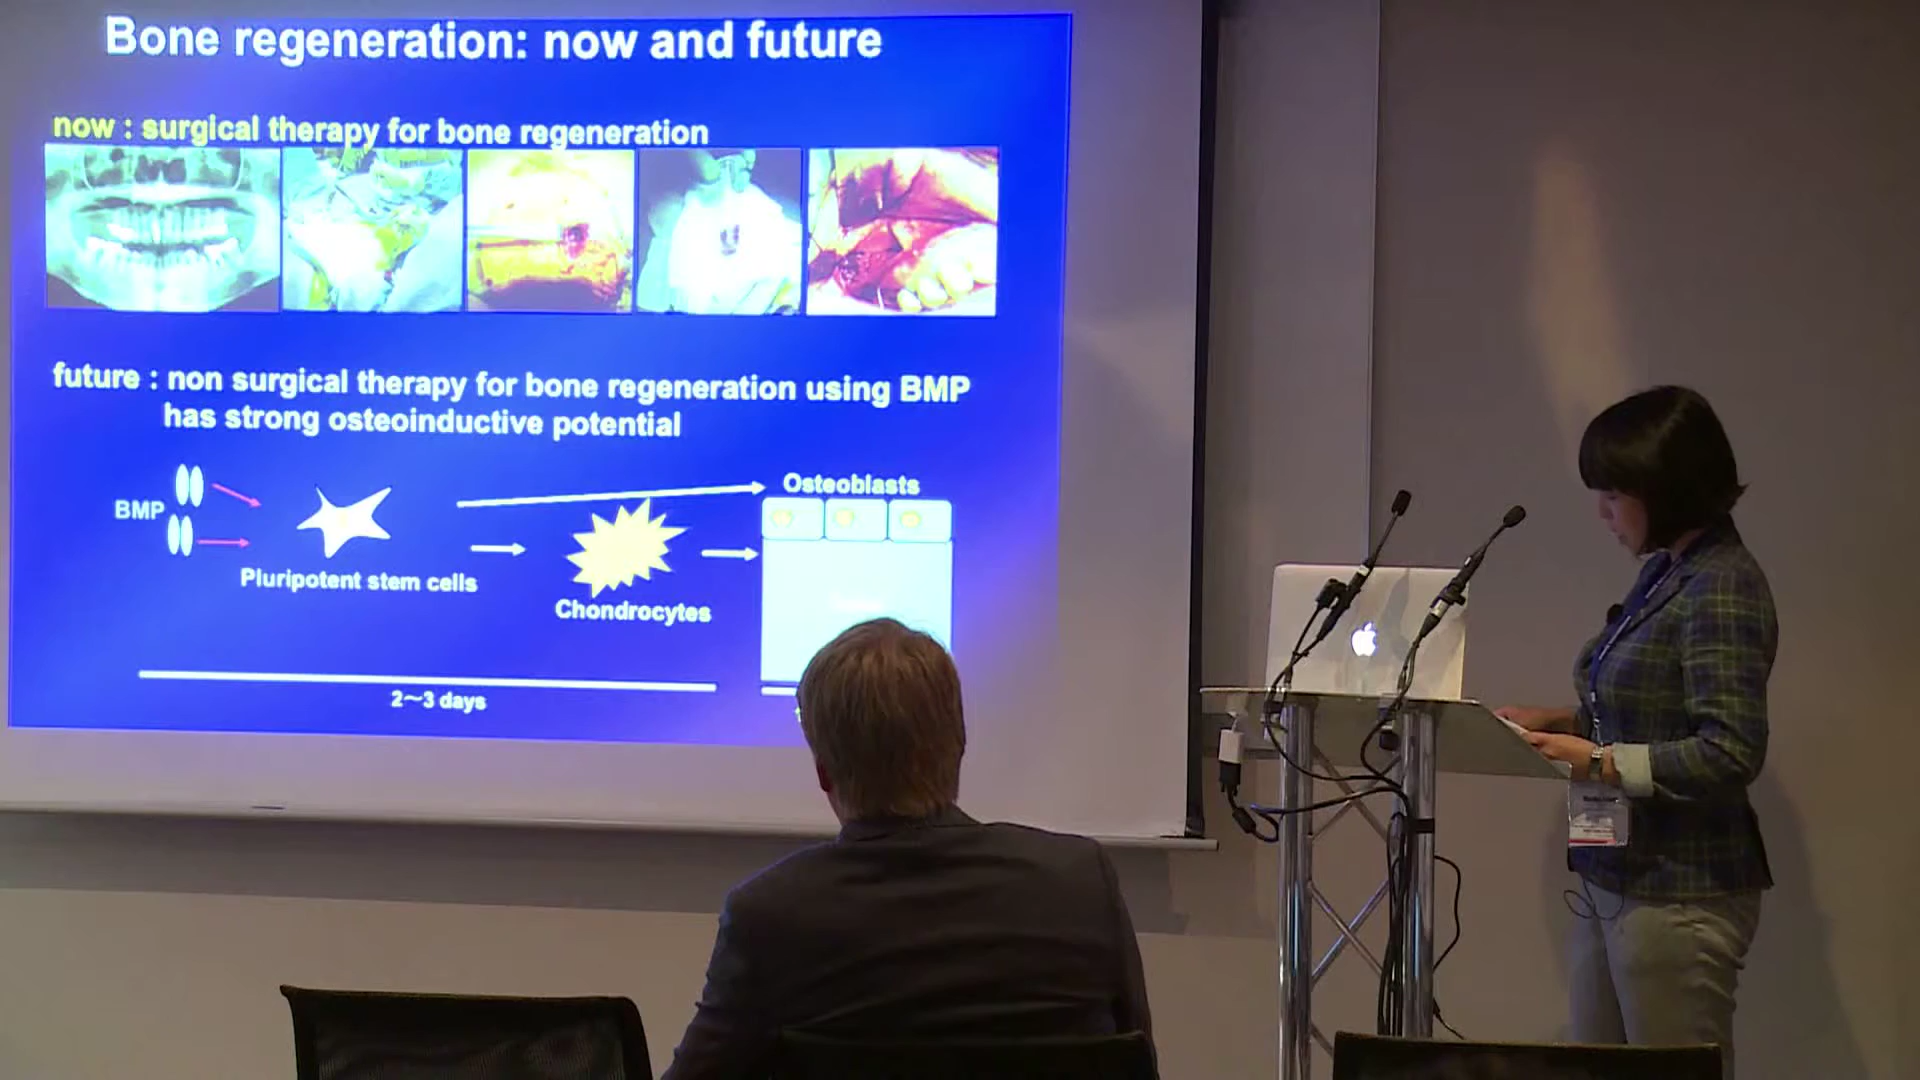 Bone regeneration: now and future
now : surgical therapy for bone regeneration
future : non surgical therapy for bone regeneration using BMP
has strong osteoinductive potential
Osteoblasts
BMP
Pluripotent stem cells
Chondrocytes
2〜3 days